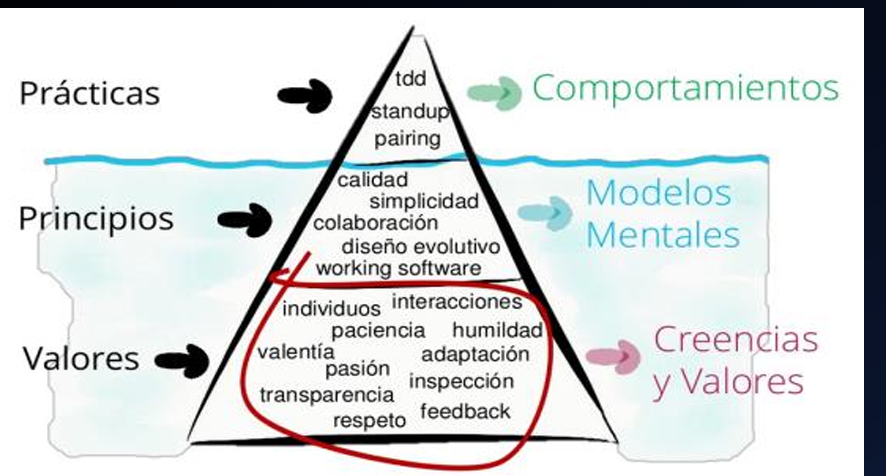 Prácticas
tdd
standup
pairing
Comportamientos
Principios
calidad
simplicidad
colaboración
diseño evolutivo
working software
Modelos
Mentales
Valores
individuos interacciones
paciencia humildad
valentía adaptación
pasión inspección
transparencia
respeto feedback
Creencias
y Valores